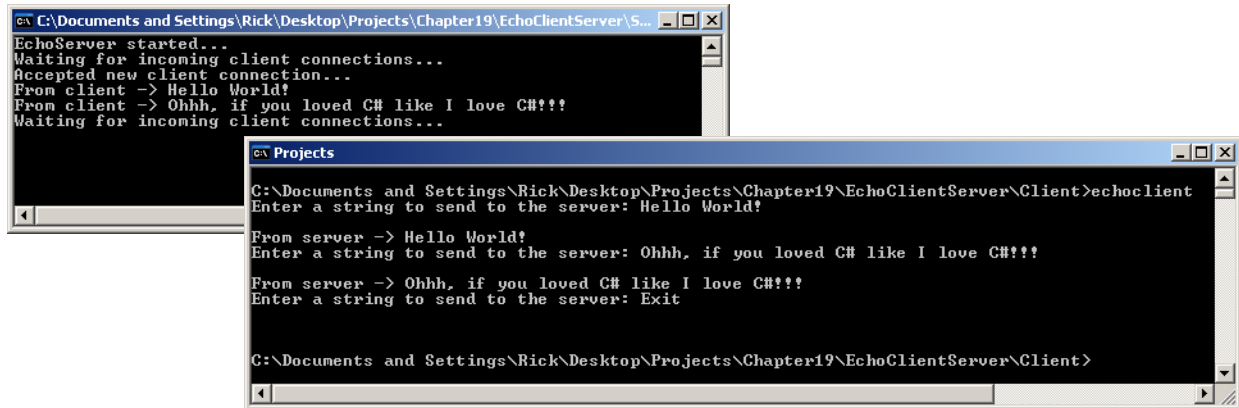 C:\Documents and Settings\Rick\Desktop\Projects\Chapter19\EchoClientServer\S...
EchoServer started...
Waiting for incoming client connections...
Accepted new client connection...
From client -> Hello World!
From client -> Ohhh, if you loved C# like I love C#!!!
Waiting for incoming client connections...
Projects
C:\Documents and Settings\Rick\Desktop\Projects\Chapter19\EchoClientServer\Client>echoclient
Enter a string to send to the server: Hello World!
From server -> Hello World!
Enter a string to send to the server: Ohhh, if you loved C# like I love C#!!!
From server -> Ohhh, if you loved C# like I love C#!!!
Enter a string to send to the server: Exit
C:\Documents and Settings\Rick\Desktop\Projects\Chapter19\EchoClientServer\Client>